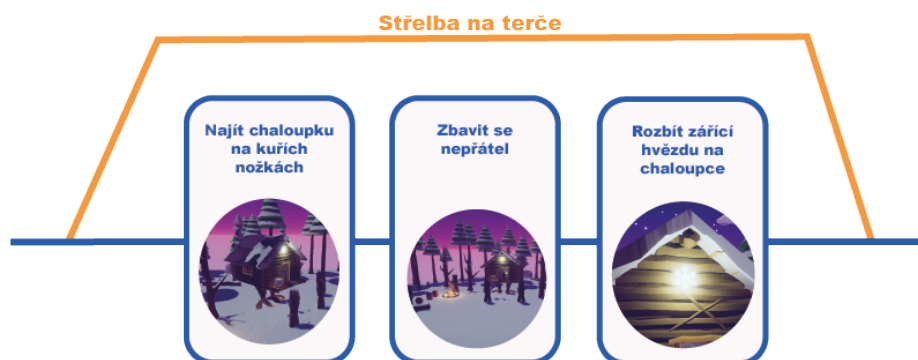 Střelba na terče
Najít chaloupku
na kuřích
nožkách
Zbavit se
nepřátel
Rozbít zářící
hvězdu na
chaloupce